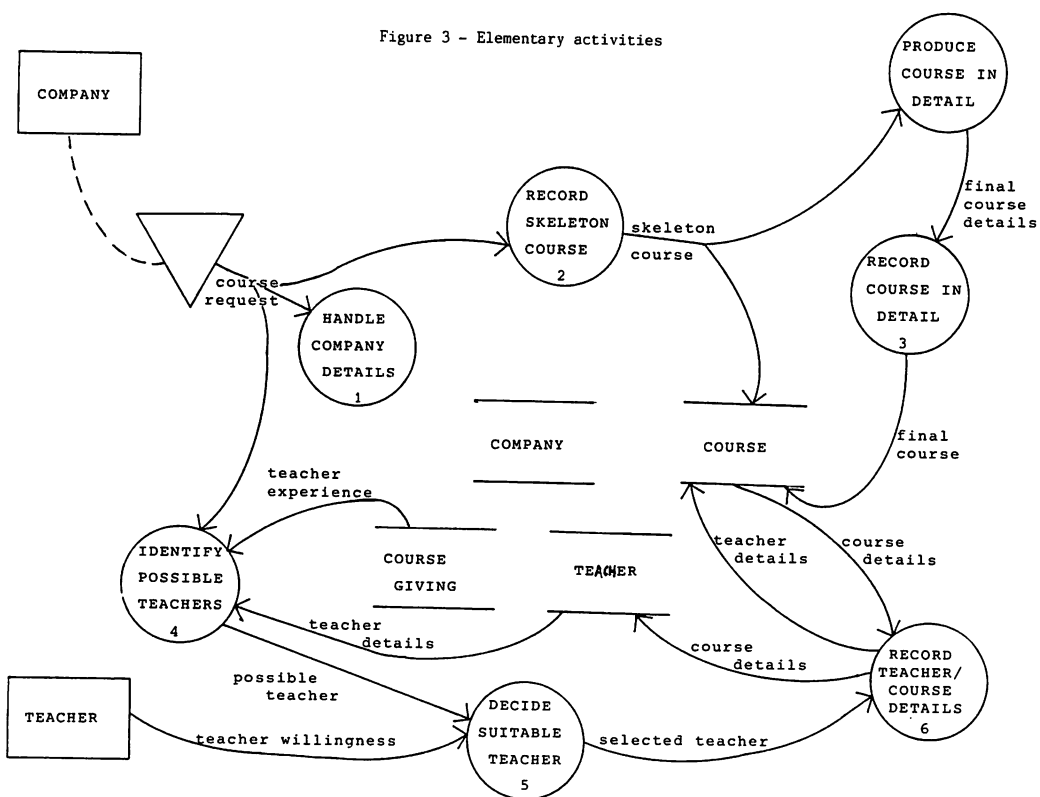 Figure 3 - Elementary activities
COMPANY
PRODUCE
COURSE IN
DETAIL
RECORD
SKELETON
COURSE
2
skeleton
course
final
course
details
course
request
HANDLE
COMPANY
DETAILS
1
RECORD
COURSE IN
DETAIL
3
COMPANY
COURSE
final
course
teacher
experience
IDENTIFY
POSSIBLE
TEACHERS
4
COURSE
GIVING
TEACHER
teacher
details
course
details
teacher
details
course
details
RECORD
TEACHER/
COURSE
DETAILS
6
possible
teacher
TEACHER
teacher willingness
DECIDE
SUITABLE
TEACHER
5
selected teacher